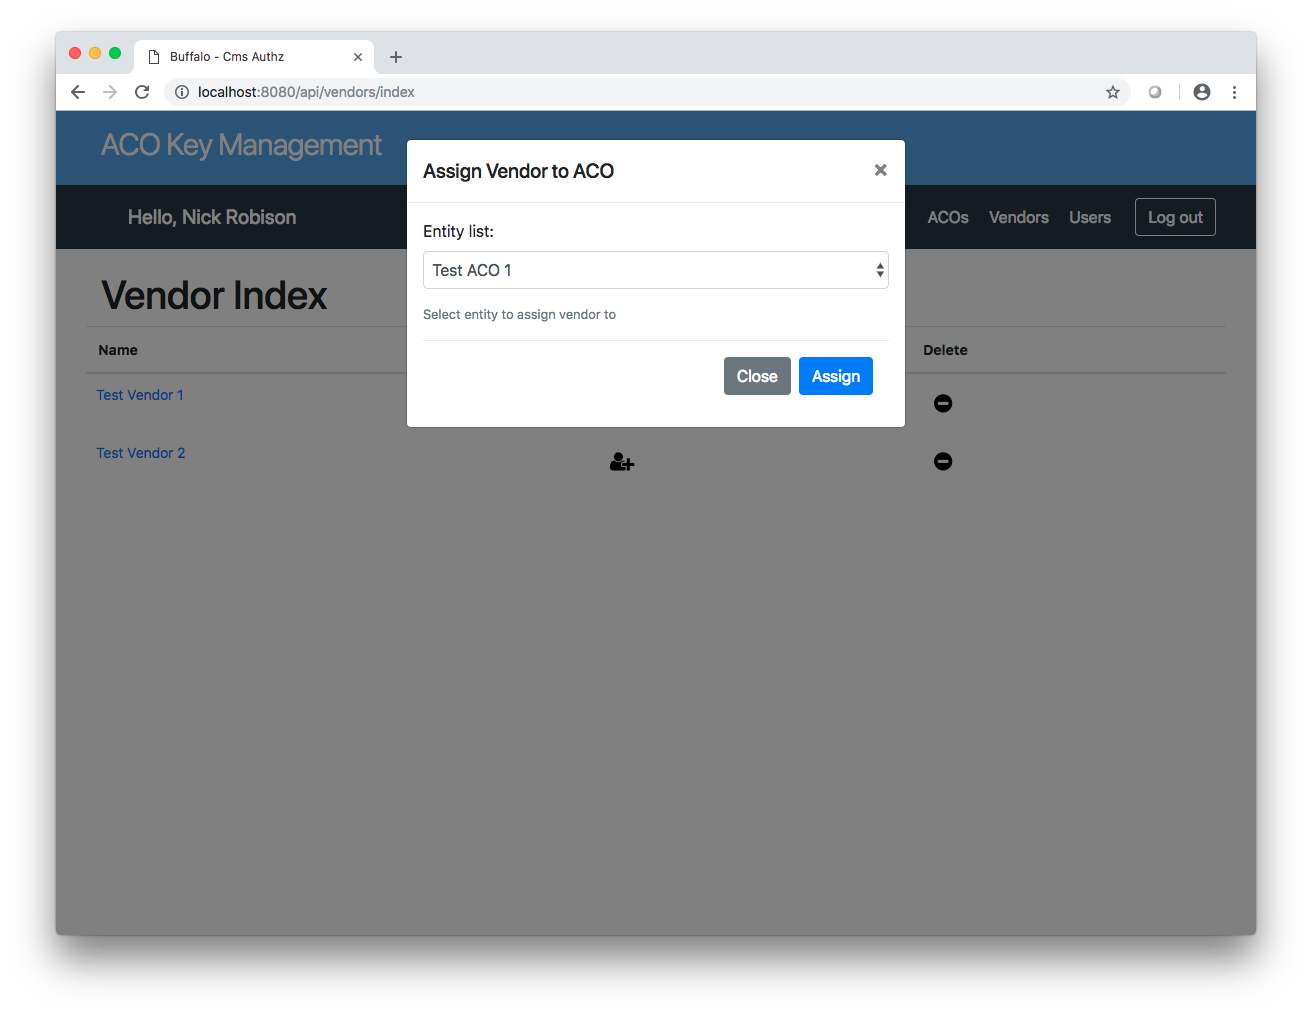 Buffalo - Cms Authz
localhost:8080/api/vendors/index
ACO Key Management
Assign Vendor to ACO
Hello, Nick Robison
ACOs Vendors Users Log out
Entity list:
Test ACO 1
Select entity to assign vendor to
Close Assign
Vendor Index
Name Delete
Test Vendor 1
Test Vendor 2